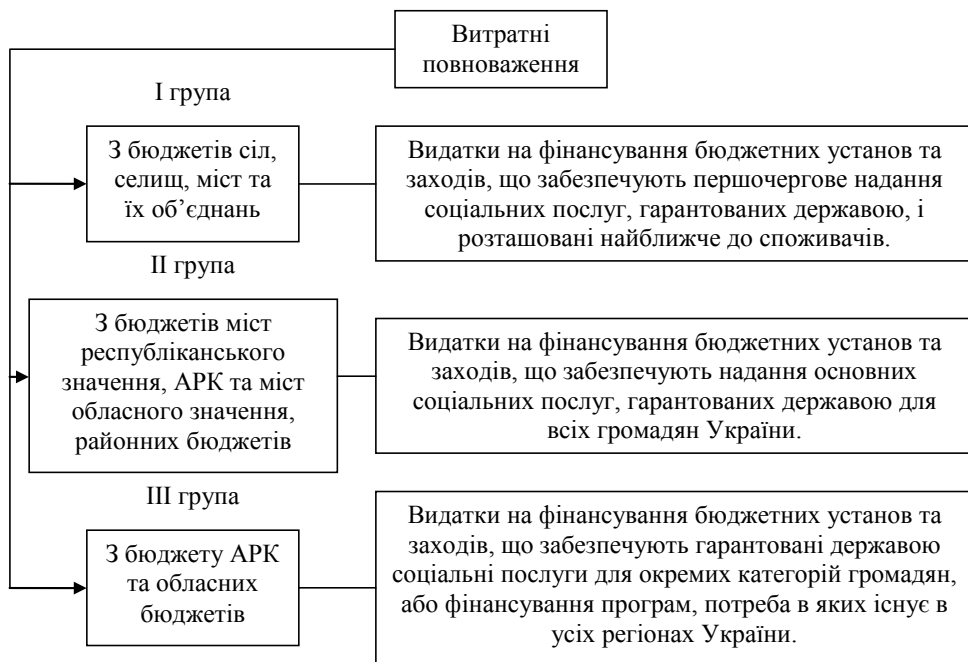 Витратні
повноваження
I група
З бюджетів сіл,
селищ, міст та
їх об’єднань
Видатки на фінансування бюджетних установ та
заходів, що забезпечують першочергове надання
соціальних послуг, гарантованих державою, і
розташовані найближче до споживачів.
II група
З бюджетів міст
республіканського
значення, АРК та міст
обласного значення,
районних бюджетів
Видатки на фінансування бюджетних установ та
заходів, що забезпечують надання основних
соціальних послуг, гарантованих державою для
всіх громадян України.
III група
З бюджету АРК
та обласних
бюджетів
Видатки на фінансування бюджетних установ та
заходів, що забезпечують гарантовані державою
соціальні послуги для окремих категорій громадян,
або фінансування програм, потреба в яких існує в
усіх регіонах України.